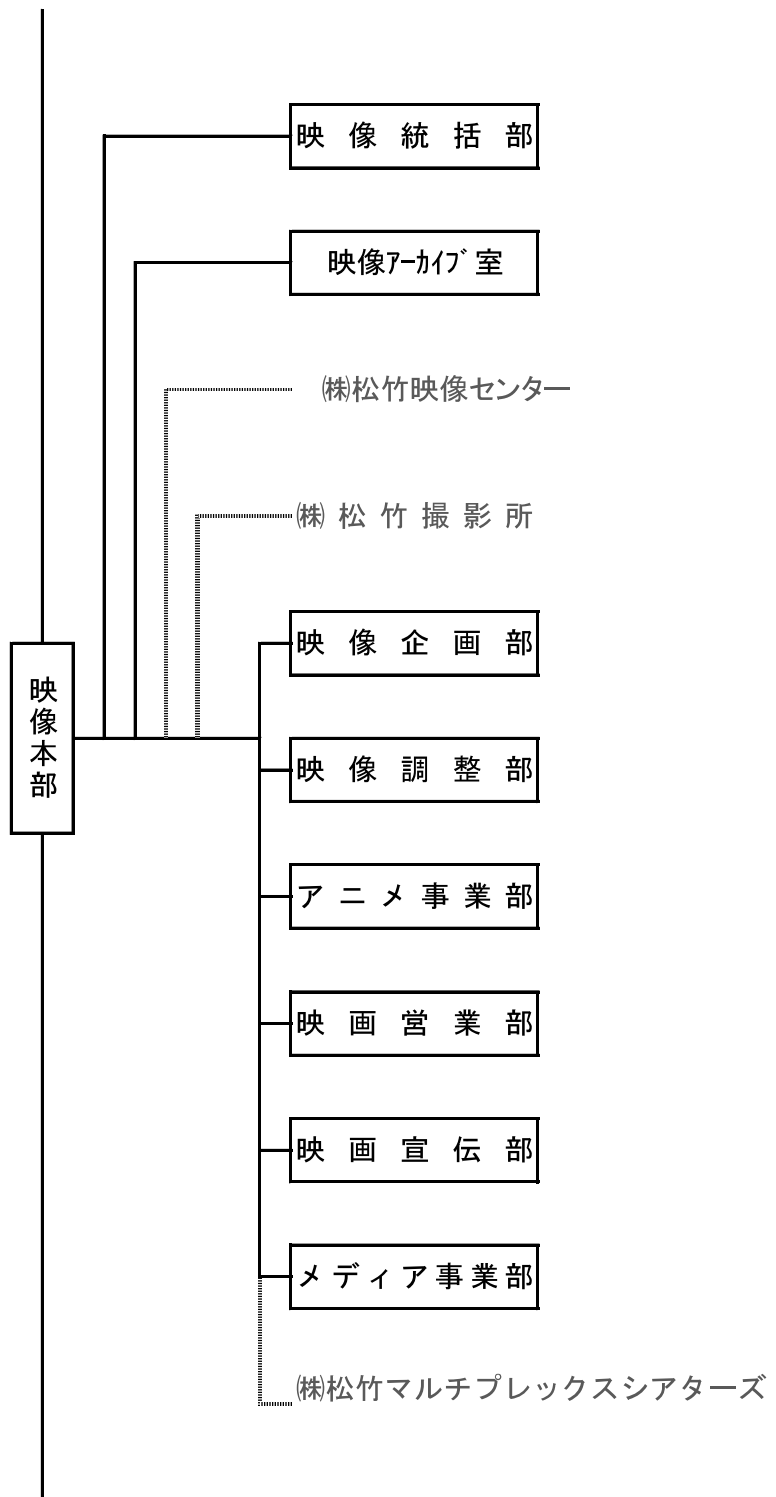 映像統括部
映像ｱｰｶｲﾌﾞ室
㈱松竹映像センター
㈱松竹撮影所
映像企画部
映像本部
映像調整部
アニメ事業部
映画営業部
映画宣伝部
メディア事業部
㈱松竹マルチプレックスシアターズ